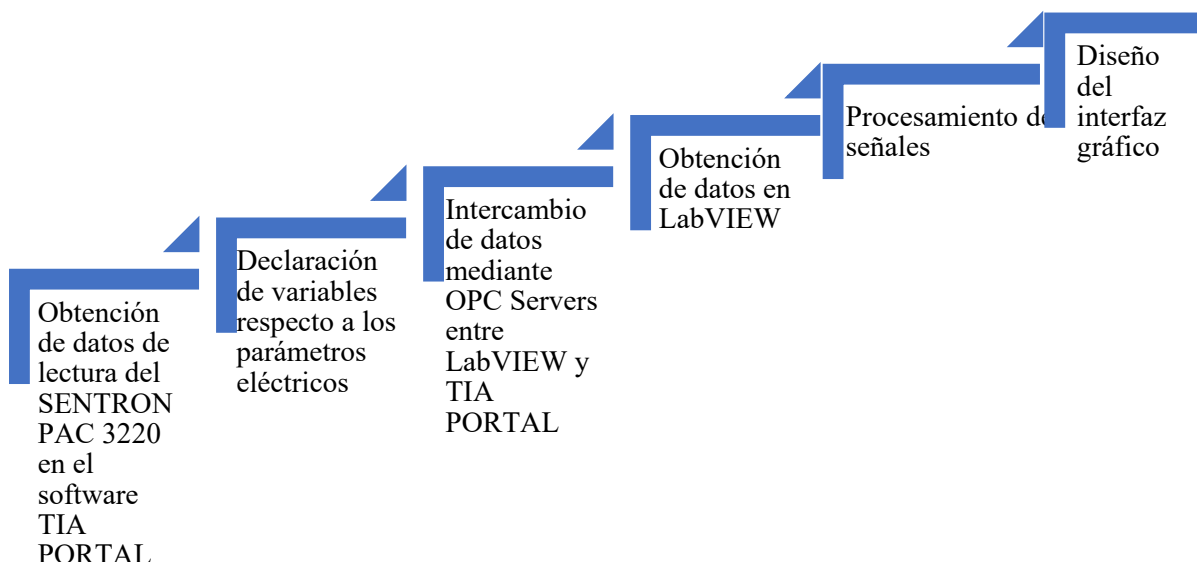 Obtención
de datos de
lectura del
SENTRON
PAC 3220
en el
software
TIA
PORTAL
Declaración
de variables
respecto a los
parámetros
eléctricos
Intercambio
de datos
mediante
OPC Servers
entre
LabVIEW y
TIA
PORTAL
Obtención
de datos en
LabVIEW
Procesamiento de
señales
Diseño
del
interfaz
gráfico